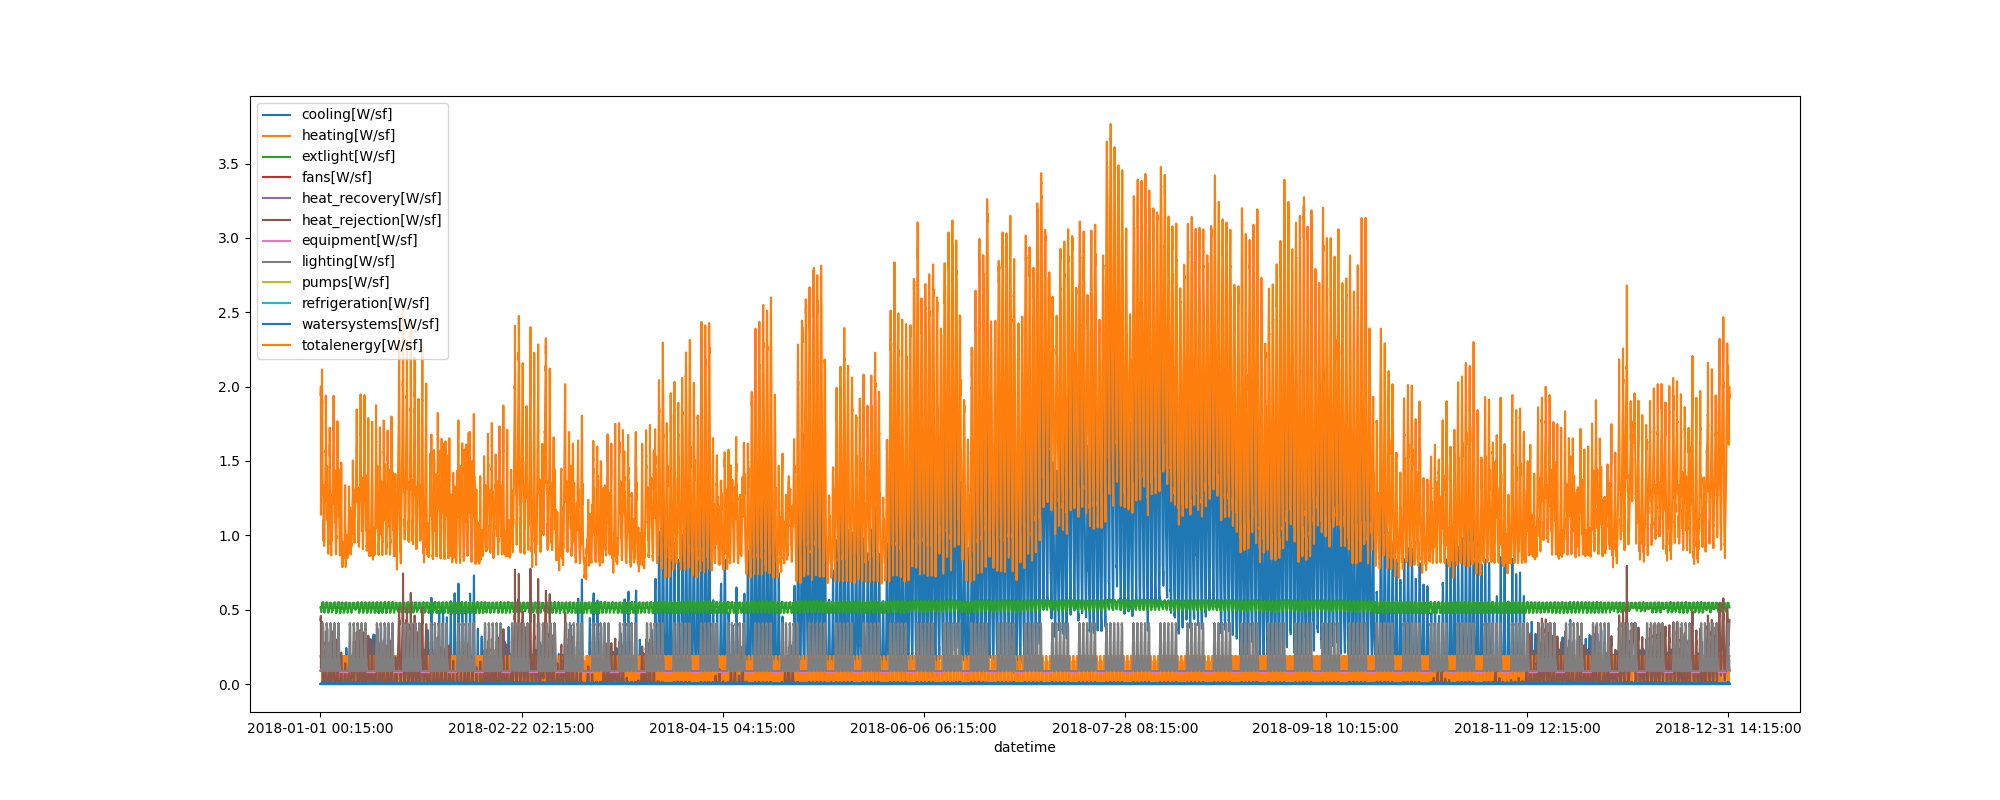 cooling[W/sf]
heating[W/sf]
extlight[W/sf]
fans[W/sf]
heat_recovery[W/sf]
heat_rejection[W/sf]
equipment[W/sf]
lighting[W/sf]
pumps[W/sf]
refrigeration[W/sf]
watersystems[W/sf]
totalenergy[W/sf]
3.5
3.0
2.5
2.0
1.5
1.0
0.5
0.0
2018-01-01 00:15:00 2018-02-22 02:15:00 2018-04-15 04:15:00 2018-06-06 06:15:00 2018-07-28 08:15:00 2018-09-18 10:15:00 2018-11-09 12:15:00 2018-12-31 14:15:00
datetime